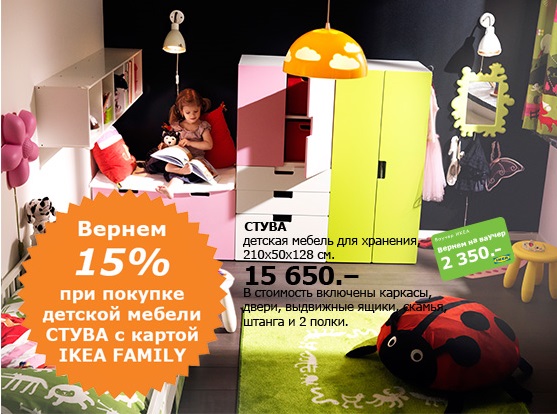 Вернем
15%
при покупке
детской мебели
СТУВА с картой
IKEA FAMILY
СТУВА
детская мебель для хранения,
210x50x128 см.
15 650.–
В стоимость включены каркасы,
двери, выдвижные ящики, скамья,
штанга и 2 полки.
Ваучер ИКЕА
Вернем на ваучер
2 350.–
IKEA